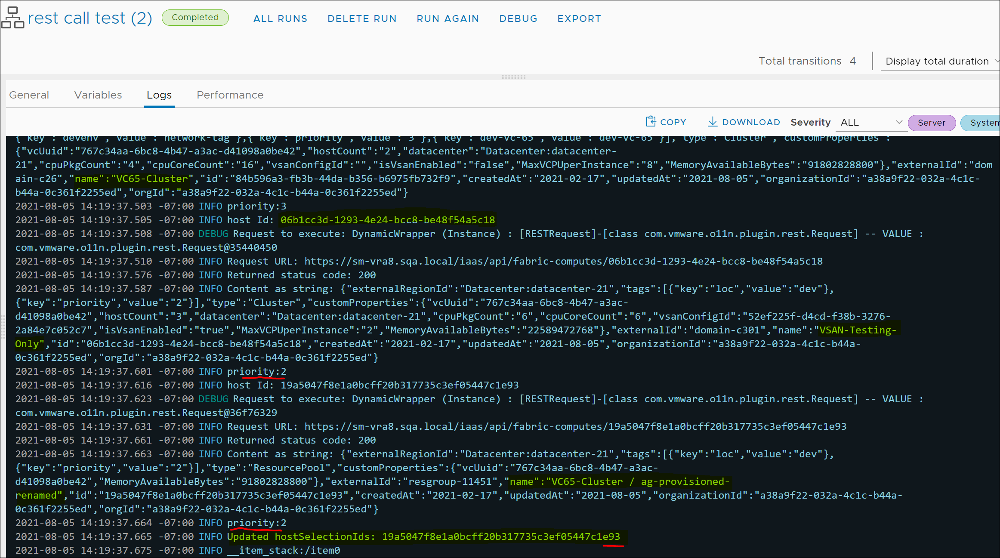 rest call test (2) Completed ALL RUNS DELETE RUN RUN AGAIN DEBUG EXPORT
Total transitions 4 Display total duration
General Variables Logs Performance
COPY DOWNLOAD Severity ALL Server System
{"key":"devenv","value":"network-tag"},{"key":"priority","value":"3"},{"key":"dev-vc-65","value":"dev-vc-65"}],"type":"Cluster","customProperties":
{"vcUuid":"767c34aa-6bc8-4b47-a3ac-d41098a0be42","hostCount":"2","datacenter":"Datacenter:datacenter-
21","cpuPkgCount":"4","cpuCoreCount":"16","vsanConfigId":"","isVsanEnabled":"false","MaxVCPUperInstance":"8","MemoryAvailableBytes":"91802828800"},"externalId":"dom
ain-c26","name":"VC65-Cluster","id":"84b596a3-fb3b-44da-b356-b6975fb732f9","createdAt":"2021-02-17","updatedAt":"2021-08-05","organizationId":"a38a9f22-032a-4c1c-
b44a-0c361f2255ed","orgId":"a38a9f22-032a-4c1c-b44a-0c361f2255ed"}
2021-08-05 14:19:37.503 -07:00 INFO priority:3
2021-08-05 14:19:37.505 -07:00 INFO host Id: 06b1cc3d-1293-4e24-bcc8-be48f54a5c18
2021-08-05 14:19:37.508 -07:00 DEBUG Request to execute: DynamicWrapper (Instance) : [RESTRequest]-[class com.vmware.o11n.plugin.rest.Request] -- VALUE :
com.vmware.o11n.plugin.rest.Request@35440450
2021-08-05 14:19:37.510 -07:00 INFO Request URL: https://sm-vra8.sqa.local/iaas/api/fabric-computes/06b1cc3d-1293-4e24-bcc8-be48f54a5c18
2021-08-05 14:19:37.576 -07:00 INFO Returned status code: 200
2021-08-05 14:19:37.587 -07:00 INFO Content as string: {"externalRegionId":"Datacenter:datacenter-21","tags":[{"key":"loc","value":"dev"},
{"key":"priority","value":"2"}],"type":"Cluster","customProperties":{"vcUuid":"767c34aa-6bc8-4b47-a3ac-
d41098a0be42","hostCount":"3","datacenter":"Datacenter:datacenter-21","cpuPkgCount":"6","cpuCoreCount":"6","vsanConfigId":"52ef225f-d4cd-f38b-3276-
2a84e7c052c7","isVsanEnabled":"true","MaxVCPUperInstance":"2","MemoryAvailableBytes":"22589472768"},"externalId":"domain-c301","name":"VSAN-Testing-
Only","id":"06b1cc3d-1293-4e24-bcc8-be48f54a5c18","createdAt":"2021-02-17","updatedAt":"2021-08-05","organizationId":"a38a9f22-032a-4c1c-b44a-
0c361f2255ed","orgId":"a38a9f22-032a-4c1c-b44a-0c361f2255ed"}
2021-08-05 14:19:37.601 -07:00 INFO priority:2
2021-08-05 14:19:37.616 -07:00 INFO host Id: 19a5047f8e1a0bcff20b317735c3ef05447c1e93
2021-08-05 14:19:37.623 -07:00 DEBUG Request to execute: DynamicWrapper (Instance) : [RESTRequest]-[class com.vmware.o11n.plugin.rest.Request] -- VALUE :
com.vmware.o11n.plugin.rest.Request@36f76329
2021-08-05 14:19:37.631 -07:00 INFO Request URL: https://sm-vra8.sqa.local/iaas/api/fabric-computes/19a5047f8e1a0bcff20b317735c3ef05447c1e93
2021-08-05 14:19:37.661 -07:00 INFO Returned status code: 200
2021-08-05 14:19:37.663 -07:00 INFO Content as string: {"externalRegionId":"Datacenter:datacenter-21","tags":[{"key":"loc","value":"dev"},
{"key":"priority","value":"2"}],"type":"ResourcePool","customProperties":{"vcUuid":"767c34aa-6bc8-4b47-a3ac-
d41098a0be42","MemoryAvailableBytes":"91802828800"},"externalId":"resgroup-11451","name":"VC65-Cluster / ag-provisioned-
renamed","id":"19a5047f8e1a0bcff20b317735c3ef05447c1e93","createdAt":"2021-02-17","updatedAt":"2021-08-05","organizationId":"a38a9f22-032a-4c1c-b44a-
0c361f2255ed","orgId":"a38a9f22-032a-4c1c-b44a-0c361f2255ed"}
2021-08-05 14:19:37.664 -07:00 INFO priority:2
2021-08-05 14:19:37.665 -07:00 INFO Updated hostSelectionIds: 19a5047f8e1a0bcff20b317735c3ef05447c1e93
2021-08-05 14:19:37.675 -07:00 INFO __item_stack:/item0